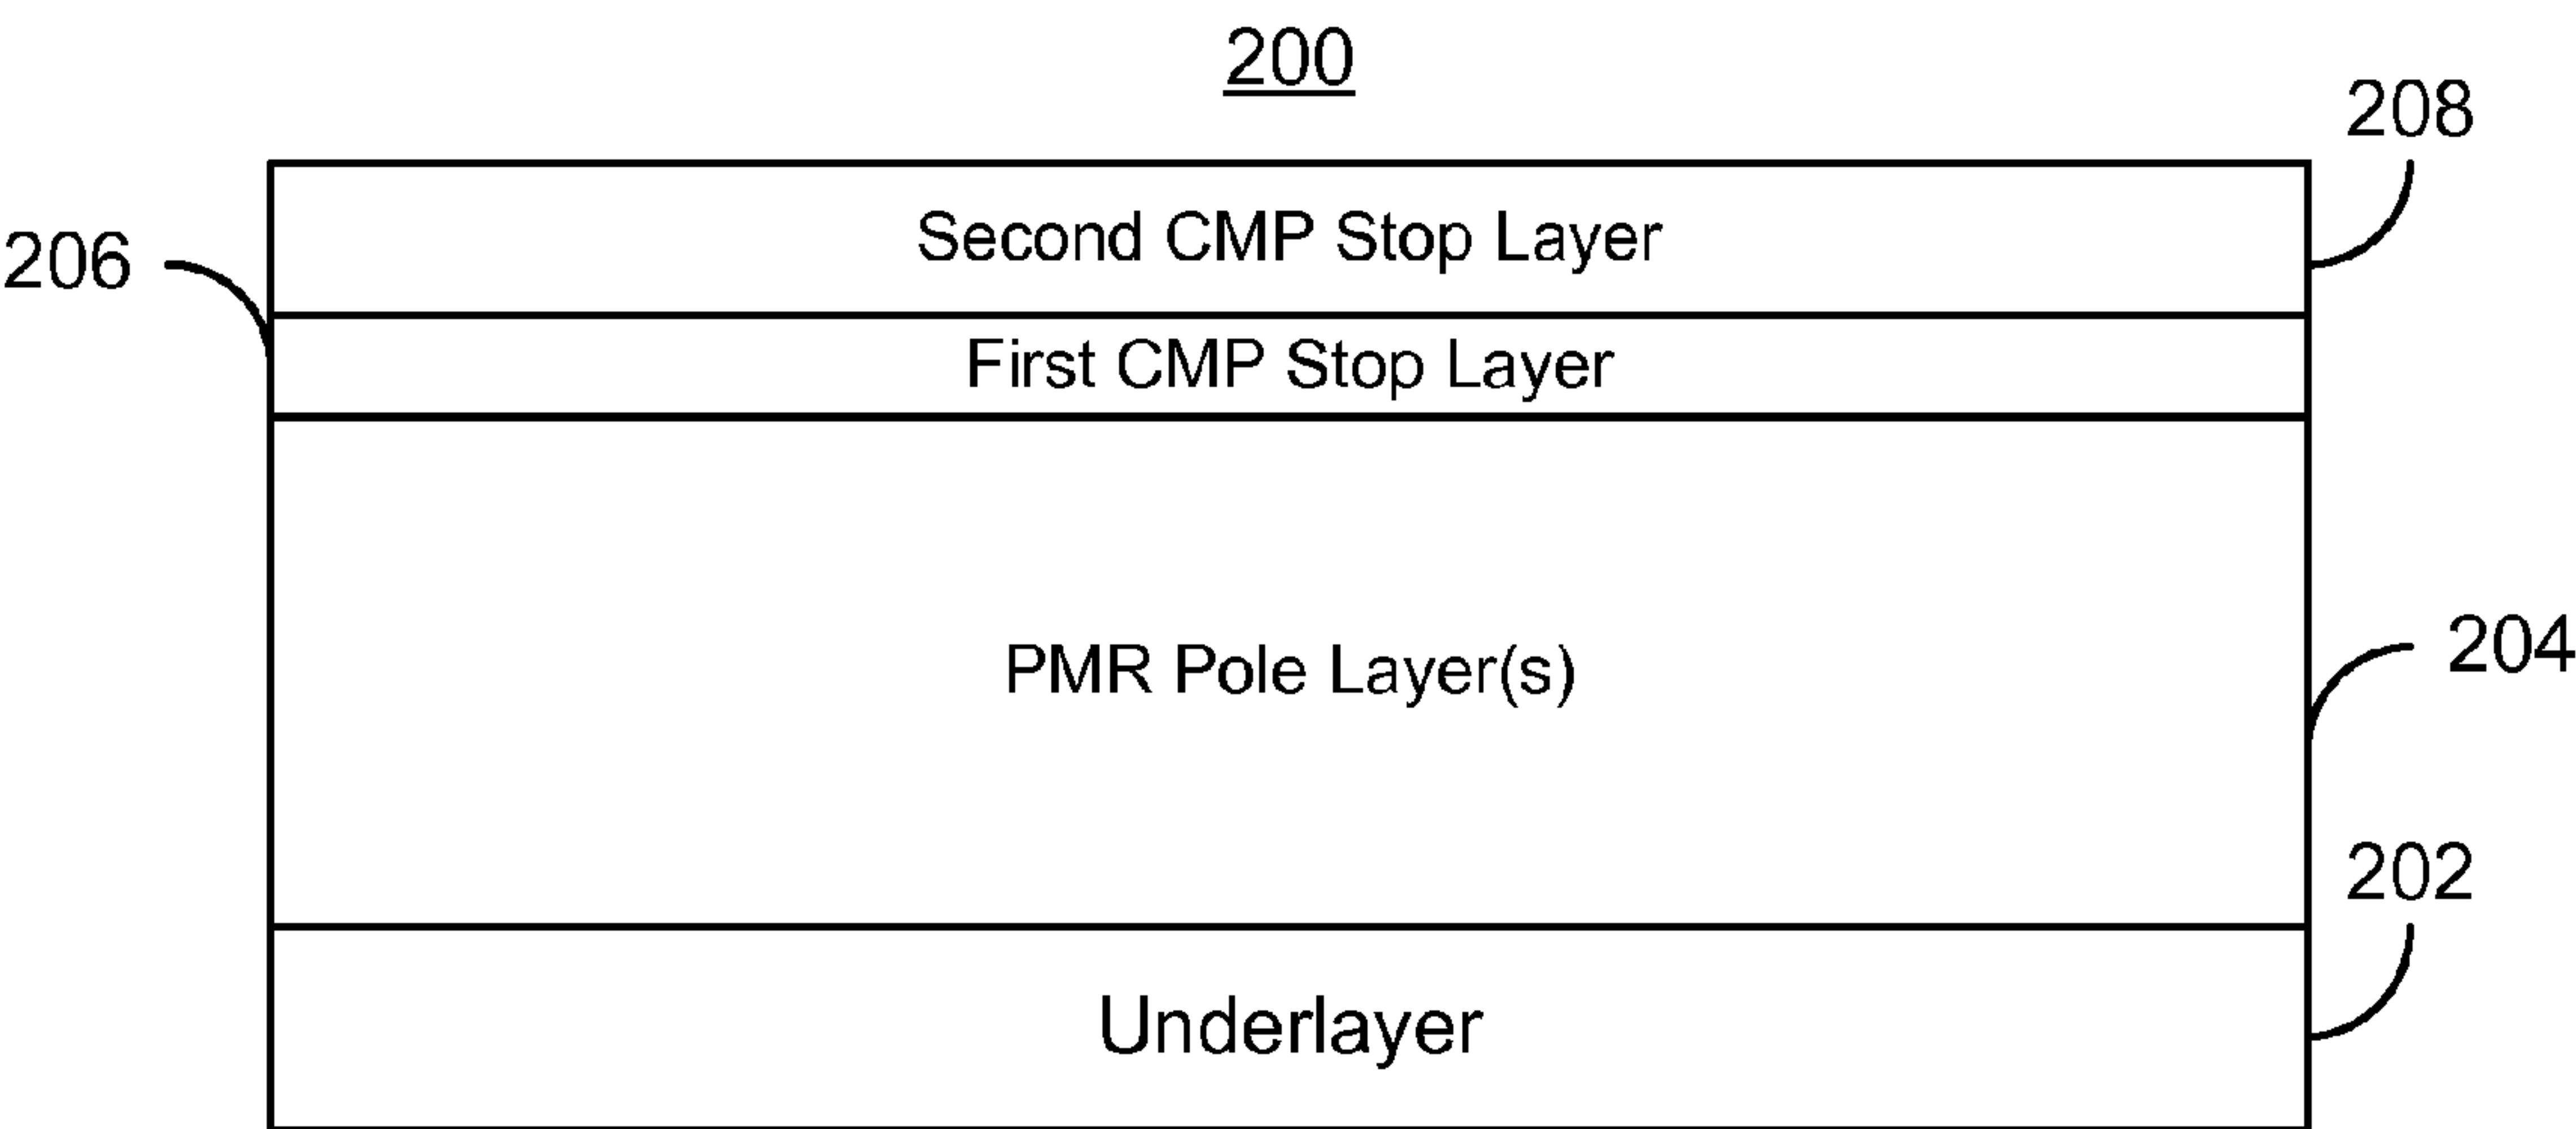 200
208
Second CMP Stop Layer
206
First CMP Stop Layer
PMR Pole Layer(s)
204
202
Underlayer